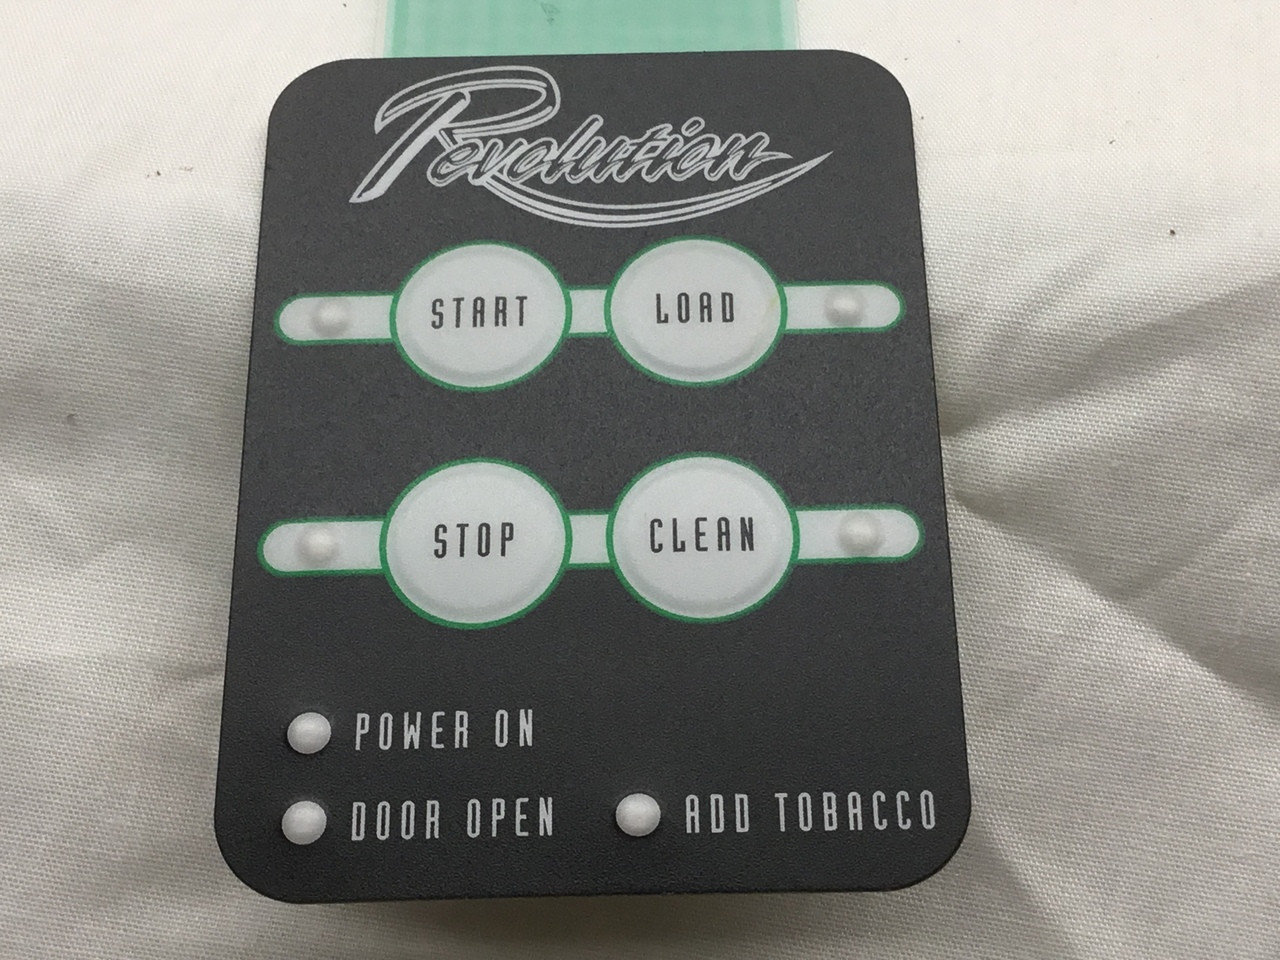 Revolution
START LOAD
STOP CLEAN
POWER ON
DOOR OPEN ADD TOBACCO